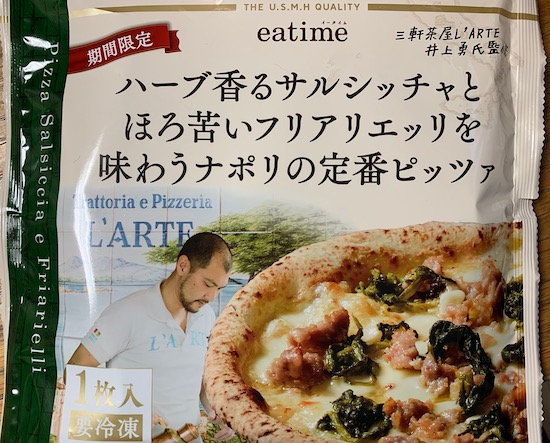 THE U.S.M.H QUALITY
eatime
イータイム
三軒茶屋L'ARTE
井上勇氏監修
期間限定
ハーブ香るサルシッチャと
ほろ苦いフリアリエッリを
味わうナポリの定番ピッツァ
Pizza Salsiccia e Friarielli
Trattoria e Pizzeria
L'ARTE
1枚入
要冷凍